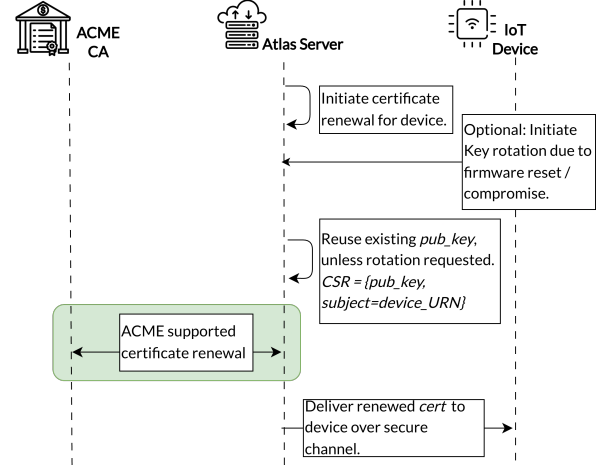 ACME
CA
Atlas Server
IoT
Device
Initiate certificate
renewal for device.
Optional: Initiate
Key rotation due to
firmware reset /
compromise.
Reuse existing pub_key,
unless rotation requested.
CSR = {pub_key,
subject=device_URN}
ACME supported
certificate renewal
Deliver renewed cert to
device over secure
channel.